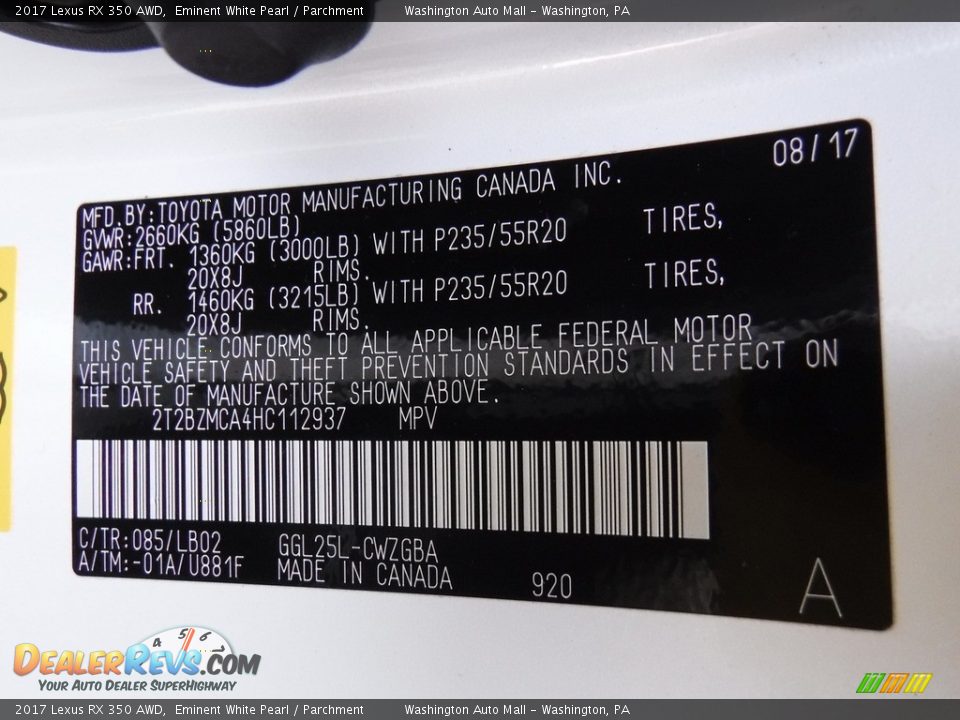 2017 Lexus RX 350 AWD, Eminent White Pearl / Parchment Washington Auto Mall - Washington, PA
08/17
MFD.BY:TOYOTA MOTOR MANUFACTURING CANADA INC.
GVWR:2660KG (5860LB)
GAWR:FRT. 1360KG (3000LB) WITH P235/55R20 TIRES,
20X8J RIMS.
RR. 1460KG (3215LB) WITH P235/55R20 TIRES,
20X8J RIMS.
THIS VEHICLE CONFORMS TO ALL APPLICABLE FEDERAL MOTOR
VEHICLE SAFETY AND THEFT PREVENTION STANDARDS IN EFFECT ON
THE DATE OF MANUFACTURE SHOWN ABOVE.
2T2BZMCA4HC112937 MPV
C/TR:085/LB02 GGL25L-CWZGBA
A/TM:-01A/U881F MADE IN CANADA 920
A
4 5 6
DEALERREVS.COM
YOUR AUTO DEALER SUPERHIGHWAY
2017 Lexus RX 350 AWD, Eminent White Pearl / Parchment Washington Auto Mall - Washington, PA